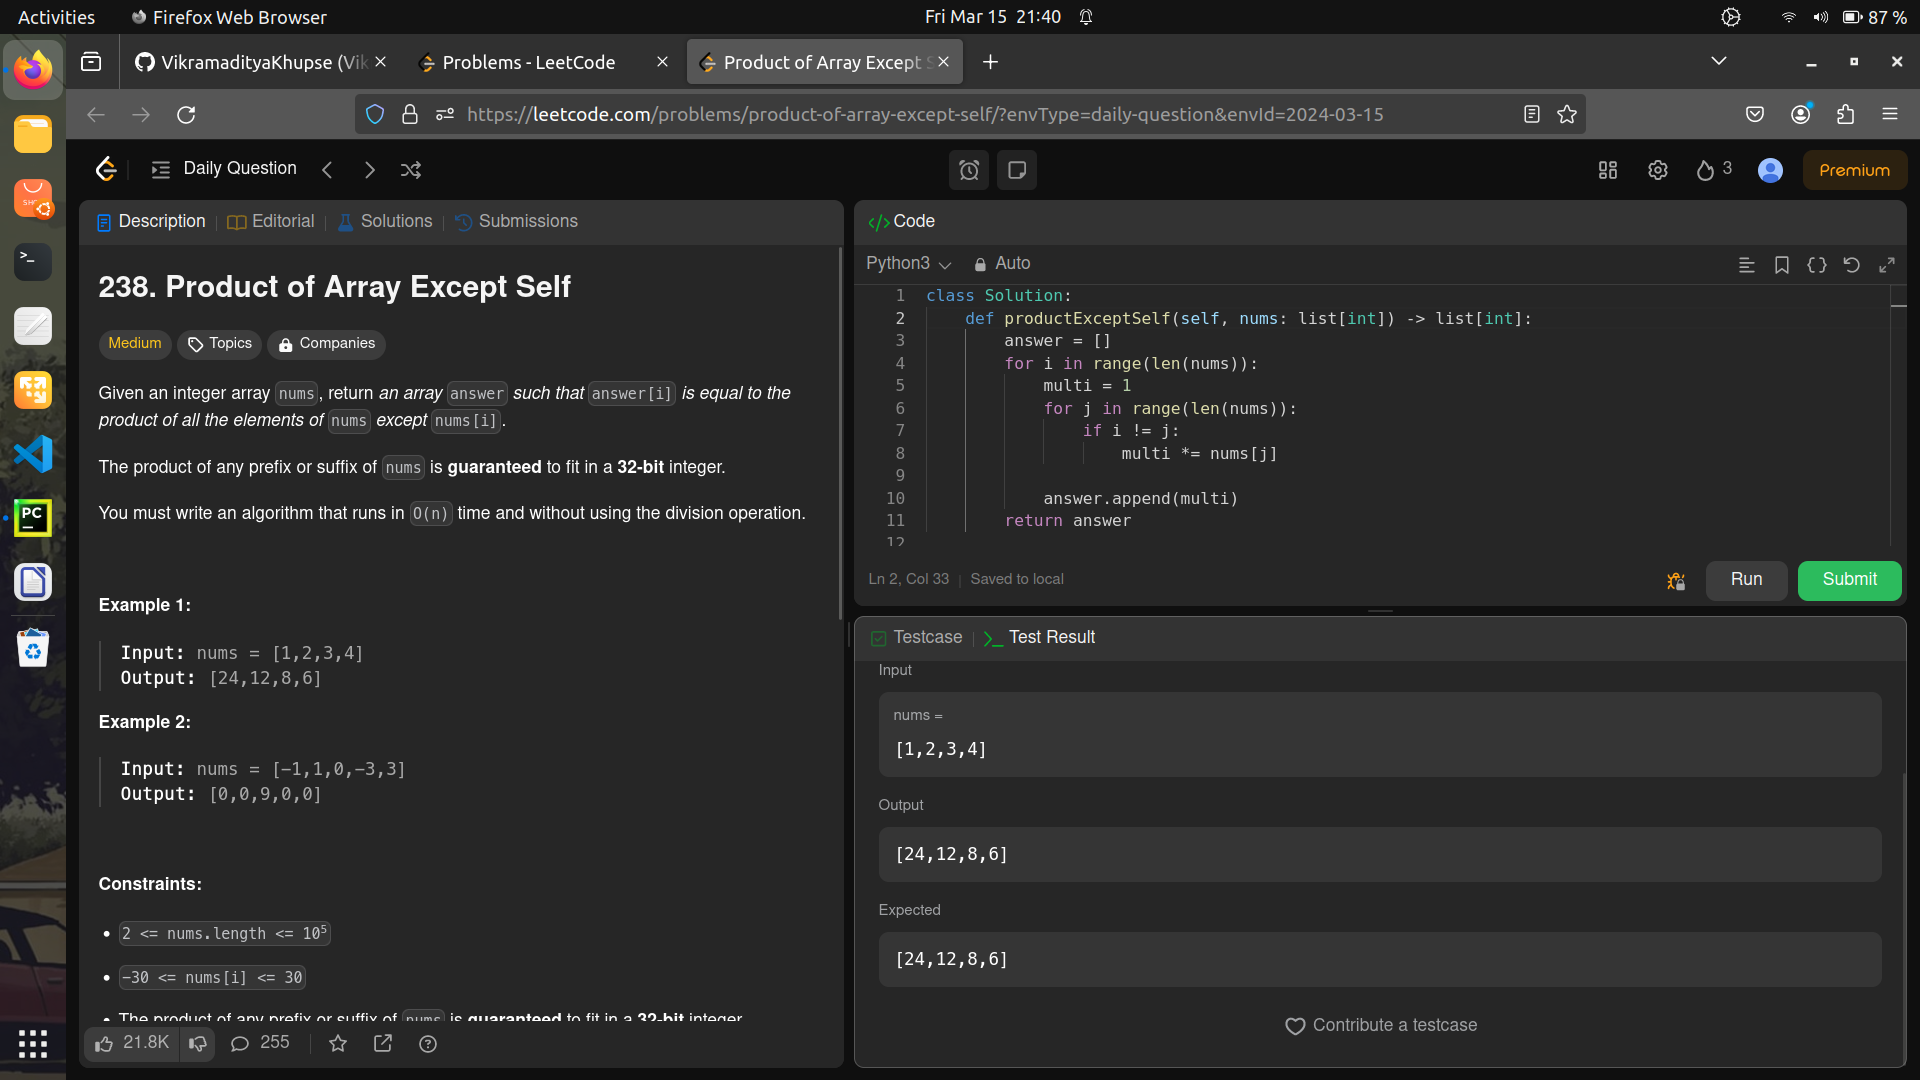 Activities
Firefox Web Browser
Fri Mar 15 21:40
87 %
VikramadityaKhupse (Vik
Problems - LeetCode
Product of Array Except S
https://leetcode.com/problems/product-of-array-except-self/?envType=daily-question&envId=2024-03-15
Daily Question
3
Premium
Description
Editorial
Solutions
Submissions
238. Product of Array Except Self
Medium
Topics
Companies
Given an integer array nums, return an array answer such that answer[i] is equal to the
product of all the elements of nums except nums[i].
The product of any prefix or suffix of nums is guaranteed to fit in a 32-bit integer.
You must write an algorithm that runs in O(n) time and without using the division operation.
Example 1:
Input: nums = [1,2,3,4]
Output: [24,12,8,6]
Example 2:
Input: nums = [-1,1,0,-3,3]
Output: [0,0,9,0,0]
Constraints:
• 2 <= nums.length <= 10⁵
• -30 <= nums[i] <= 30
• The product of any prefix or suffix of nums is guaranteed to fit in a 32-bit integer.
21.8K
255
</> Code
Python3
Auto
1 class Solution:
2 def productExceptSelf(self, nums: list[int]) -> list[int]:
3 answer = []
4 for i in range(len(nums)):
5 multi = 1
6 for j in range(len(nums)):
7 if i != j:
8 multi *= nums[j]
9
10 answer.append(multi)
11 return answer
12
Ln 2, Col 33 | Saved to local
Run
Submit
Testcase
>_ Test Result
Input
nums =
[1,2,3,4]
Output
[24,12,8,6]
Expected
[24,12,8,6]
Contribute a testcase
PC